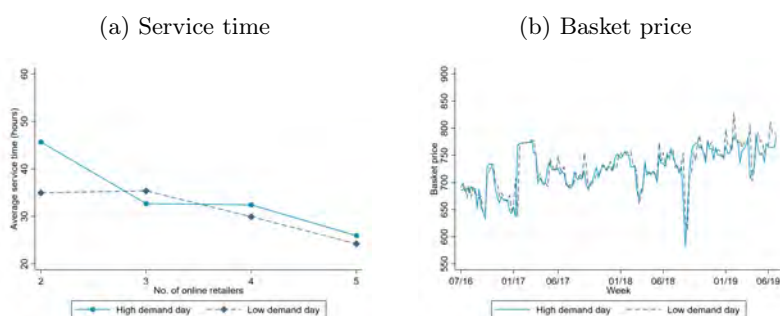 (a) Service time
(b) Basket price
Average service time (hours)
60
50
40
30
20
2
3
4
5
No. of online retailers
High demand day
Low demand day
Basket price
900
850
800
750
700
650
600
550
07/16
01/17
06/17
01/18
06/18
01/19
06/19
Week
High demand day
Low demand day